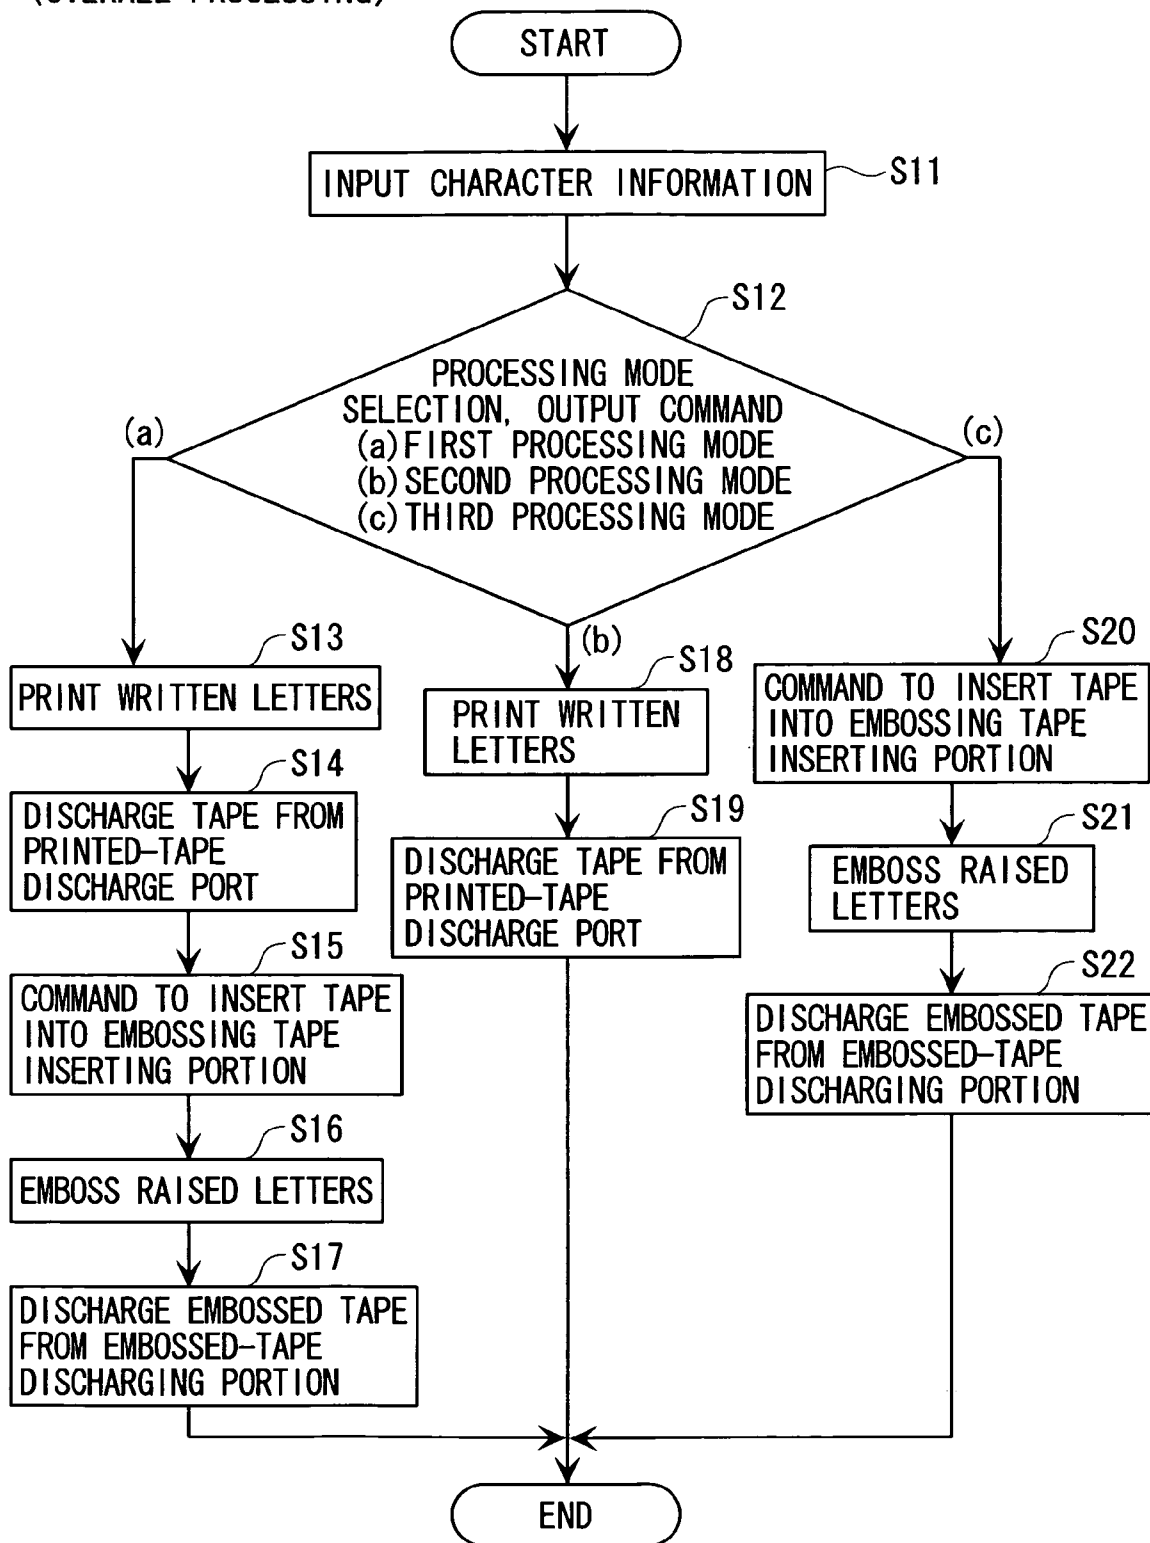 START
INPUT CHARACTER INFORMATION
S11
S12
PROCESSING MODE
SELECTION, OUTPUT COMMAND
(a) FIRST PROCESSING MODE
(b) SECOND PROCESSING MODE
(c) THIRD PROCESSING MODE
(a)
(b)
(c)
S13
PRINT WRITTEN LETTERS
S14
DISCHARGE TAPE FROM
PRINTED-TAPE
DISCHARGE PORT
S15
COMMAND TO INSERT TAPE
INTO EMBOSSING TAPE
INSERTING PORTION
S16
EMBOSS RAISED LETTERS
S17
DISCHARGE EMBOSSED TAPE
FROM EMBOSSED-TAPE
DISCHARGING PORTION
S18
PRINT WRITTEN
LETTERS
S19
DISCHARGE TAPE FROM
PRINTED-TAPE
DISCHARGE PORT
S20
COMMAND TO INSERT TAPE
INTO EMBOSSING TAPE
INSERTING PORTION
S21
EMBOSS RAISED
LETTERS
S22
DISCHARGE EMBOSSED TAPE
FROM EMBOSSED-TAPE
DISCHARGING PORTION
END